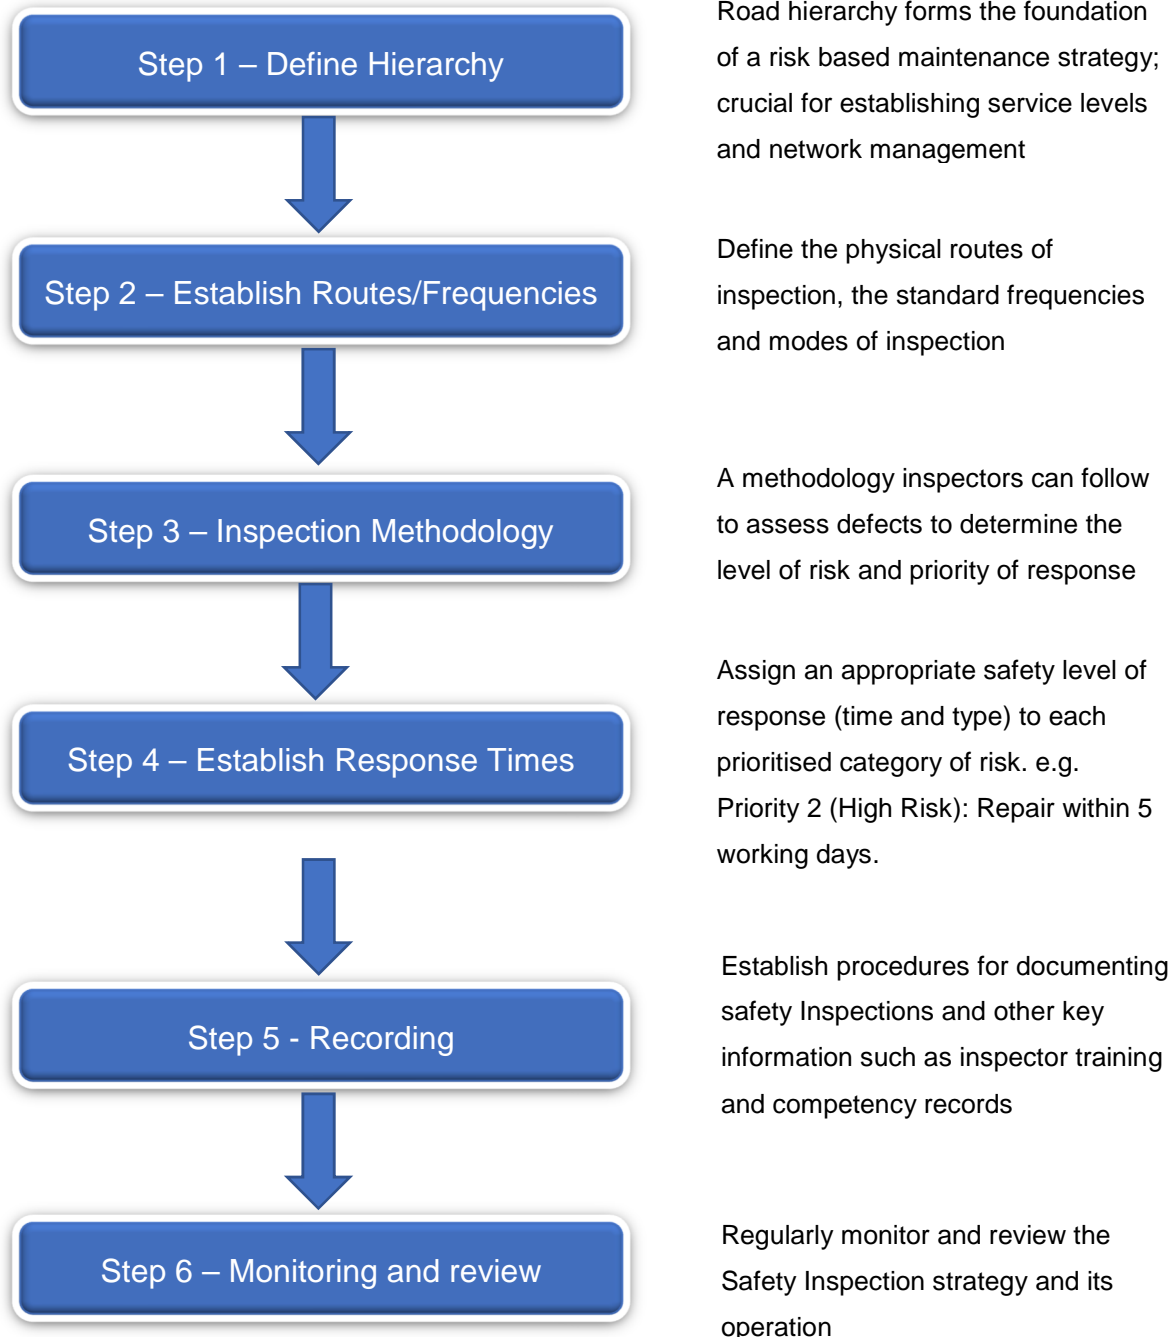 Step 1 – Define Hierarchy
Road hierarchy forms the foundation
of a risk based maintenance strategy;
crucial for establishing service levels
and network management
Step 2 – Establish Routes/Frequencies
Define the physical routes of
inspection, the standard frequencies
and modes of inspection
Step 3 – Inspection Methodology
A methodology inspectors can follow
to assess defects to determine the
level of risk and priority of response
Step 4 – Establish Response Times
Assign an appropriate safety level of
response (time and type) to each
prioritised category of risk. e.g.
Priority 2 (High Risk): Repair within 5
working days.
Step 5 - Recording
Establish procedures for documenting
safety Inspections and other key
information such as inspector training
and competency records
Step 6 – Monitoring and review
Regularly monitor and review the
Safety Inspection strategy and its
operation